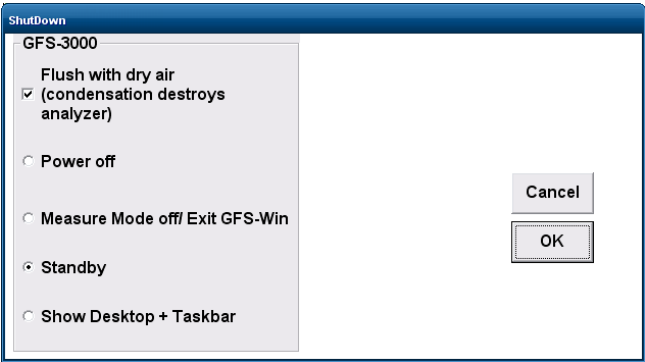 ShutDown
GFS-3000
Flush with dry air
(condensation destroys
analyzer)
Power off
Measure Mode off/ Exit GFS-Win
Standby
Show Desktop + Taskbar
Cancel
OK